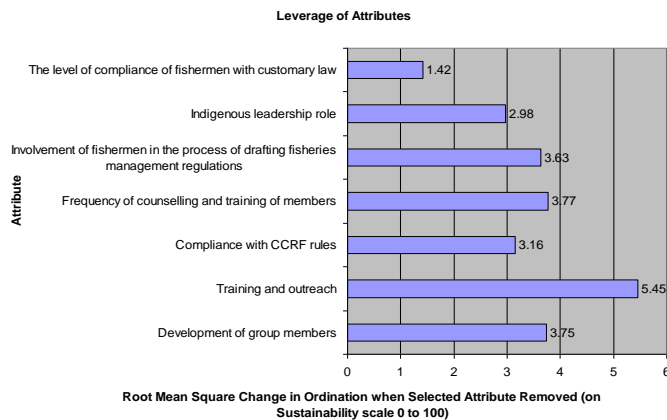 Leverage of Attributes
The level of compliance of fishermen with customary law
1.42
Indigenous leadership role
2.98
Involvement of fishermen in the process of drafting fisheries
management regulations
3.63
Attribute
Frequency of counselling and training of members
3.77
Compliance with CCRF rules
3.16
Training and outreach
5.45
Development of group members
3.75
0 1 2 3 4 5 6
Root Mean Square Change in Ordination when Selected Attribute Removed (on
Sustainability scale 0 to 100)